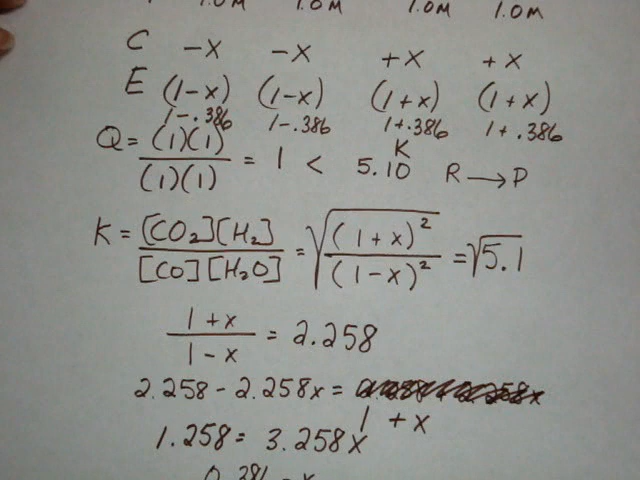 1.0M 1.0M 1.0M 1.0M
C -x -x +x +x
E (1-x) (1-x) (1+x) (1+x)
1-.386 1-.386 1+.386 1+.386
Q = (1)(1)/(1)(1) = 1 < K 5.10 R → P
K = [CO₂][H₂]/[CO][H₂O] = √((1+x)²/(1-x)²) = √5.1
1+x/1-x = 2.258
2.258 - 2.258x = 1 + x
1.258 = 3.258x
0.386 = x